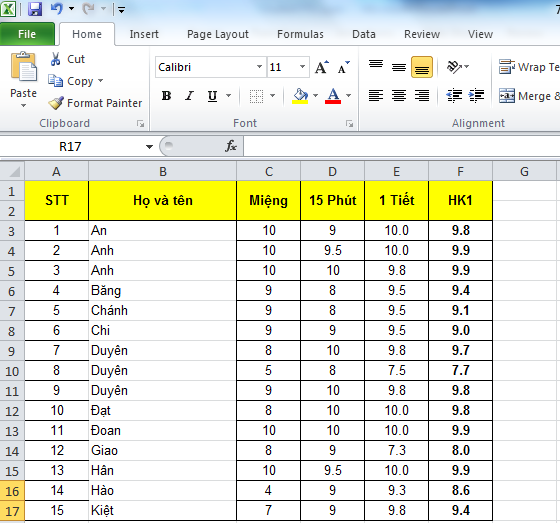 7
File Home Insert Page Layout Formulas Data Review View
Cut
Copy
Format Painter
Paste
Calibri 11 A A
B I U A
Wrap Te
Merge &
Clipboard Font Alignment
R17 fx
A B C D E F G
1 STT Họ và tên Miệng 15 Phút 1 Tiết HK1
2
3 1 An 10 9 10.0 9.8
4 2 Anh 10 9.5 10.0 9.9
5 3 Anh 10 10 9.8 9.9
6 4 Băng 9 8 9.5 9.4
7 5 Chánh 9 8 9.5 9.1
8 6 Chi 9 9 9.5 9.0
9 7 Duyên 8 10 9.8 9.7
10 8 Duyên 5 8 7.5 7.7
11 9 Duyên 9 10 9.8 9.8
12 10 Đạt 8 10 10.0 9.8
13 11 Đoan 10 10 10.0 9.9
14 12 Giao 8 9 7.3 8.0
15 13 Hân 10 9.5 10.0 9.9
16 14 Hào 4 9 9.3 8.6
17 15 Kiệt 7 9 9.8 9.4